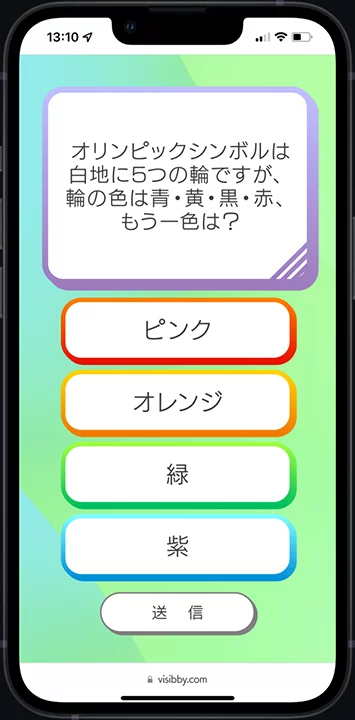 13:10
オリンピックシンボルは
白地に5つの輪ですが、
輪の色は青・黄・黒・赤、
もう一色は?
ピンク
オレンジ
緑
紫
送 信
visibby.com